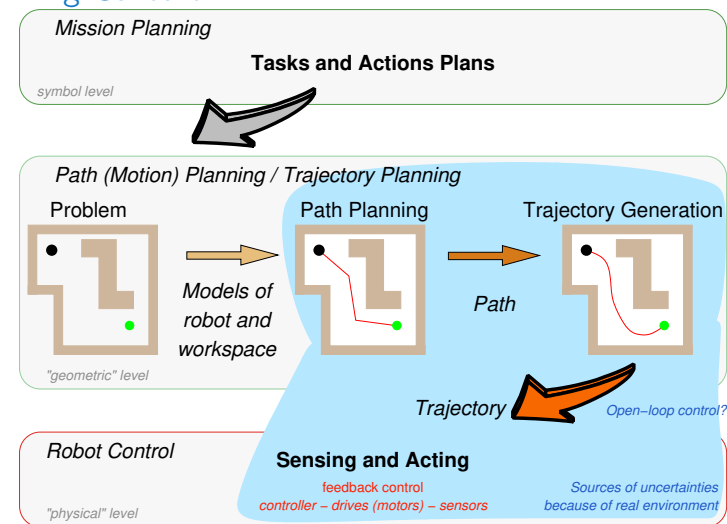 Mission Planning
Tasks and Actions Plans
symbol level
Path (Motion) Planning / Trajectory Planning
Problem
Path Planning
Trajectory Generation
Models of
robot and
workspace
Path
"geometric" level
Trajectory
Open−loop control?
Robot Control
Sensing and Acting
feedback control
controller − drives (motors) − sensors
Sources of uncertainties
because of real environment
"physical" level